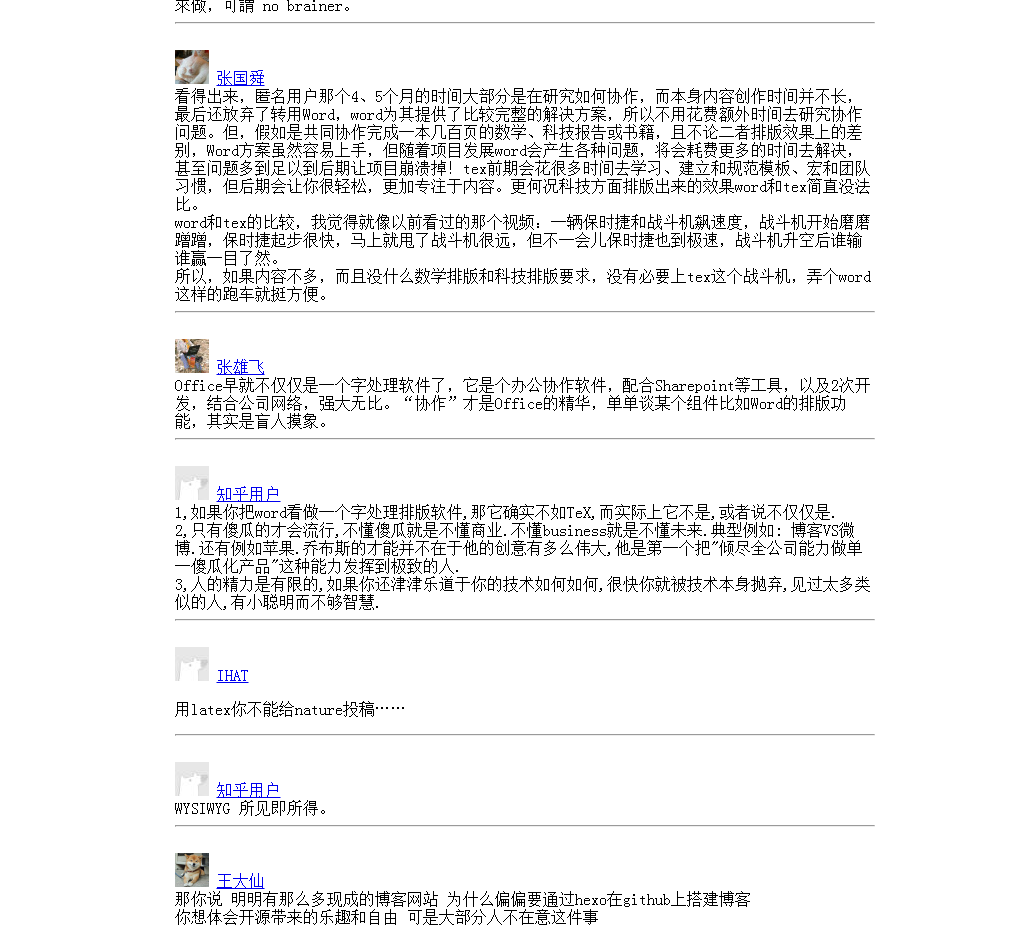 來做，可謂 no brainer。
张国舜
看得出来，匿名用户那个4、5个月的时间大部分是在研究如何协作，而本身内容创作时间并不长，
最后还放弃了转用Word，word为其提供了比较完整的解决方案，所以不用花费额外时间去研究协作
问题。但，假如是共同协作完成一本几百页的数学、科技报告或书籍，且不论二者排版效果上的差
别，Word方案虽然容易上手，但随着项目发展word会产生各种问题，将会耗费更多的时间去解决，
甚至问题多到足以到后期让项目崩溃掉！tex前期会花很多时间去学习、建立和规范模板、宏和团队
习惯，但后期会让你很轻松，更加专注于内容。更何况科技方面排版出来的效果word和tex简直没法
比。
word和tex的比较，我觉得就像以前看过的那个视频：一辆保时捷和战斗机飙速度，战斗机开始磨磨
蹭蹭，保时捷起步很快，马上就甩了战斗机很远，但不一会儿保时捷也到极速，战斗机升空后谁输
谁赢一目了然。
所以，如果内容不多，而且没什么数学排版和科技排版要求，没有必要上tex这个战斗机，弄个word
这样的跑车就挺方便。
张雄飞
Office早就不仅仅是一个字处理软件了，它是个办公协作软件，配合Sharepoint等工具，以及2次开
发，结合公司网络，强大无比。“协作”才是Office的精华，单单谈某个组件比如Word的排版功
能，其实是盲人摸象。
知乎用户
1,如果你把word看做一个字处理排版软件,那它确实不如TeX,而实际上它不是,或者说不仅仅是.
2,只有傻瓜的才会流行,不懂傻瓜就是不懂商业.不懂business就是不懂未来.典型例如: 博客VS微
博.还有例如苹果.乔布斯的才能并不在于他的创意有多么伟大,他是第一个把"倾尽全公司能力做单
一傻瓜化产品"这种能力发挥到极致的人.
3,人的精力是有限的,如果你还津津乐道于你的技术如何如何,很快你就被技术本身抛弃,见过太多类
似的人,有小聪明而不够智慧.
IHAT
用latex你不能给nature投稿……
知乎用户
WYSIWYG 所见即所得。
王大仙
那你说 明明有那么多现成的博客网站 为什么偏偏要通过hexo在github上搭建博客
你想体会开源带来的乐趣和自由 可是大部分人不在意这件事